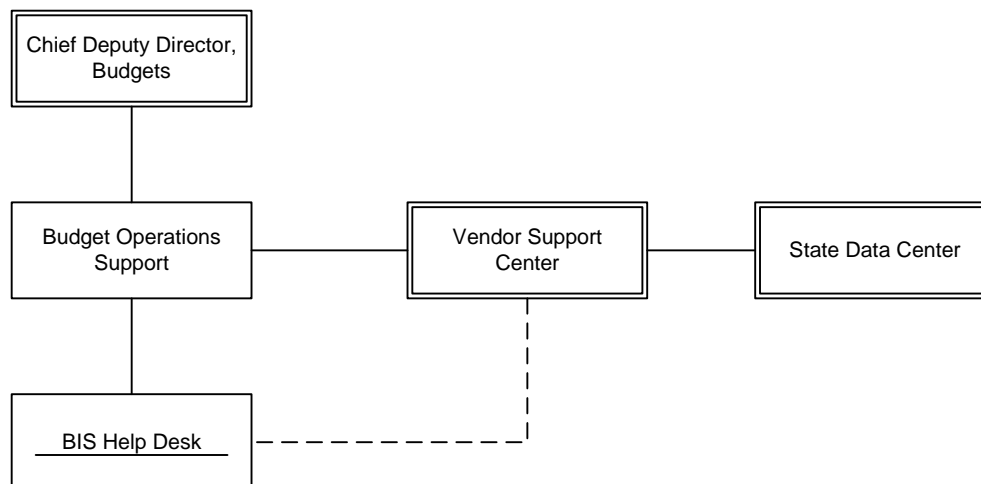 Chief Deputy Director,
Budgets
Budget Operations
Support
Vendor Support
Center
State Data Center
BIS Help Desk